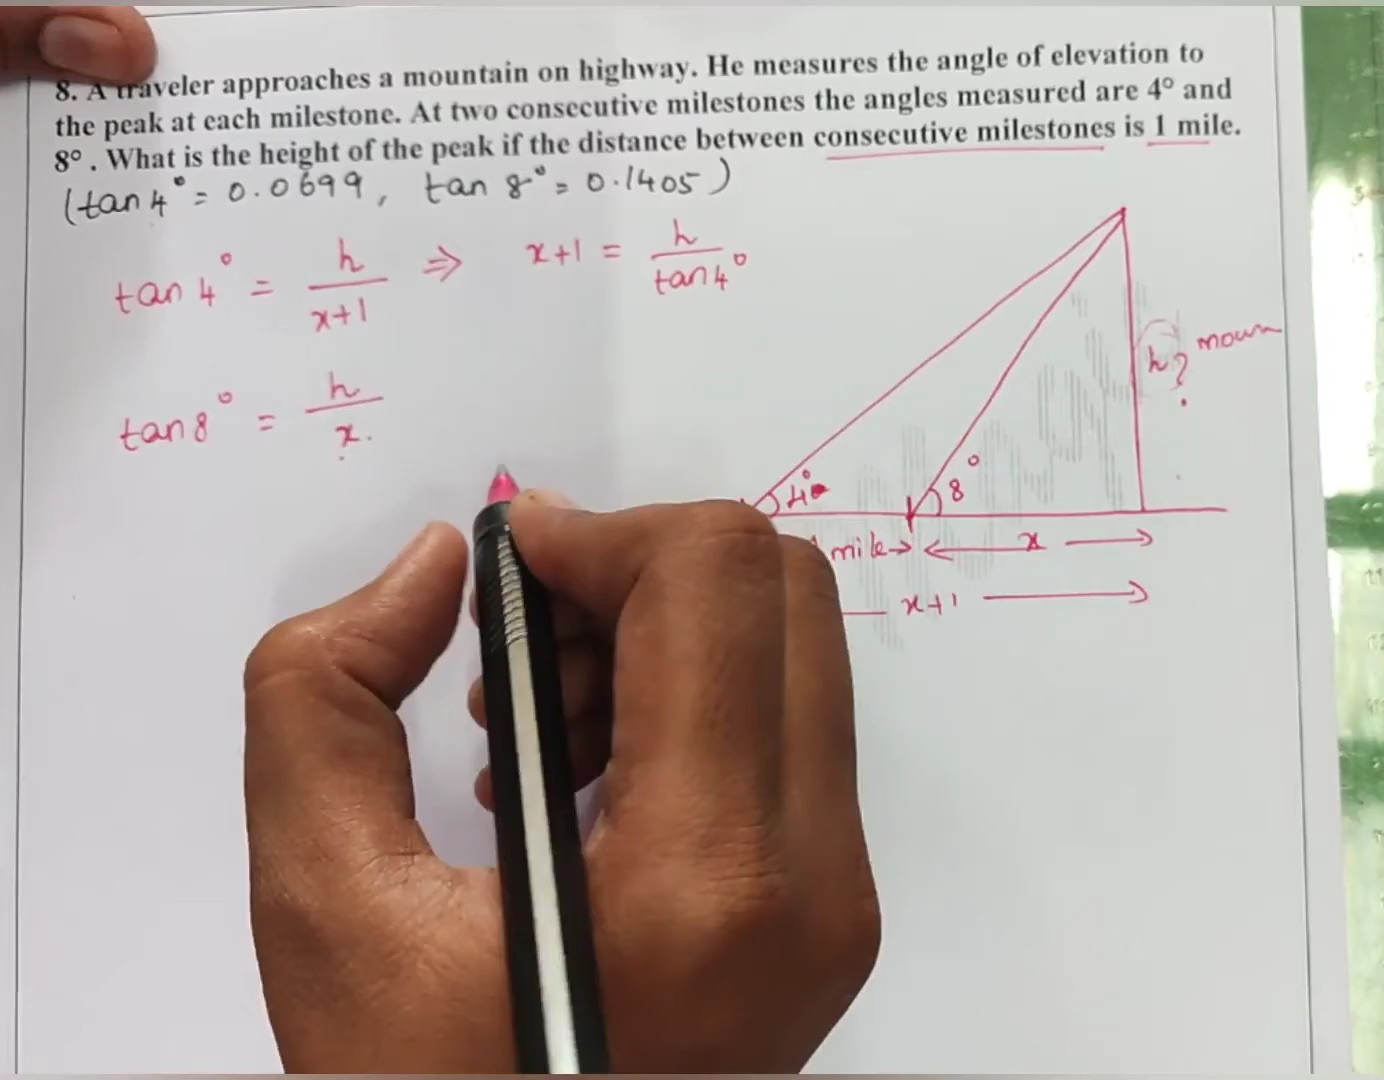 8. A traveler approaches a mountain on highway. He measures the angle of elevation to
the peak at each milestone. At two consecutive milestones the angles measured are 4° and
8° . What is the height of the peak if the distance between consecutive milestones is 1 mile.
(tan 4° = 0.0699, tan 8° = 0.1405)
tan 4° = h / x+1 ⇒ x+1 = h / tan 4°
tan 8° = h / x.
h ? moun
4°
8°
mile → ← x →
x+1 →